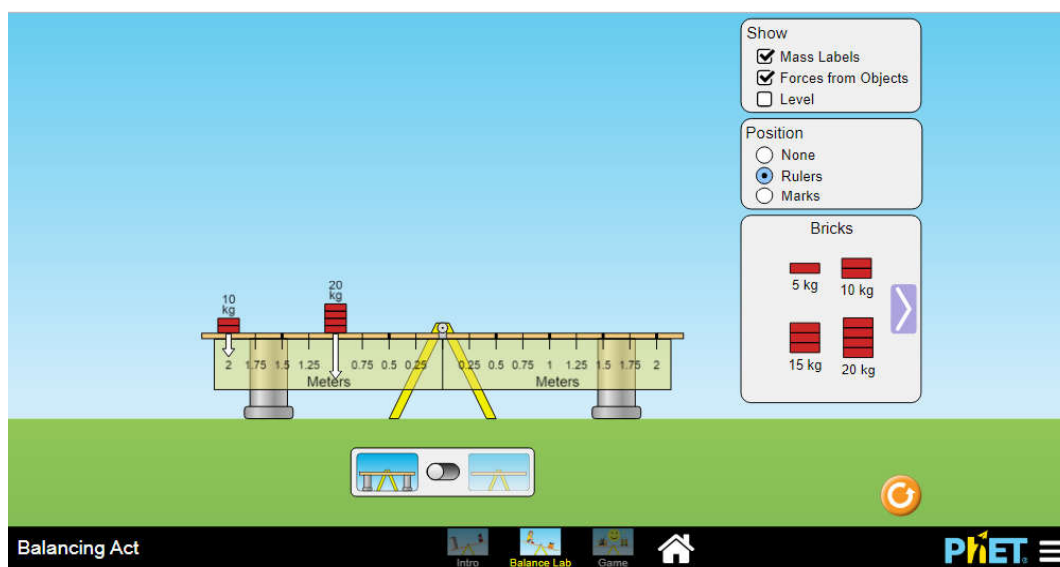 Show
Mass Labels
Forces from Objects
Level
Position
None
Rulers
Marks
Bricks
5 kg
10 kg
15 kg
20 kg
10
kg
20
kg
2 1.75 1.5 1.25 0.75 0.5 0.25 0.25 0.5 0.75 1 1.25 1.5 1.75 2
Meters Meters
Balancing Act
Intro
Balance Lab
Game
PhET